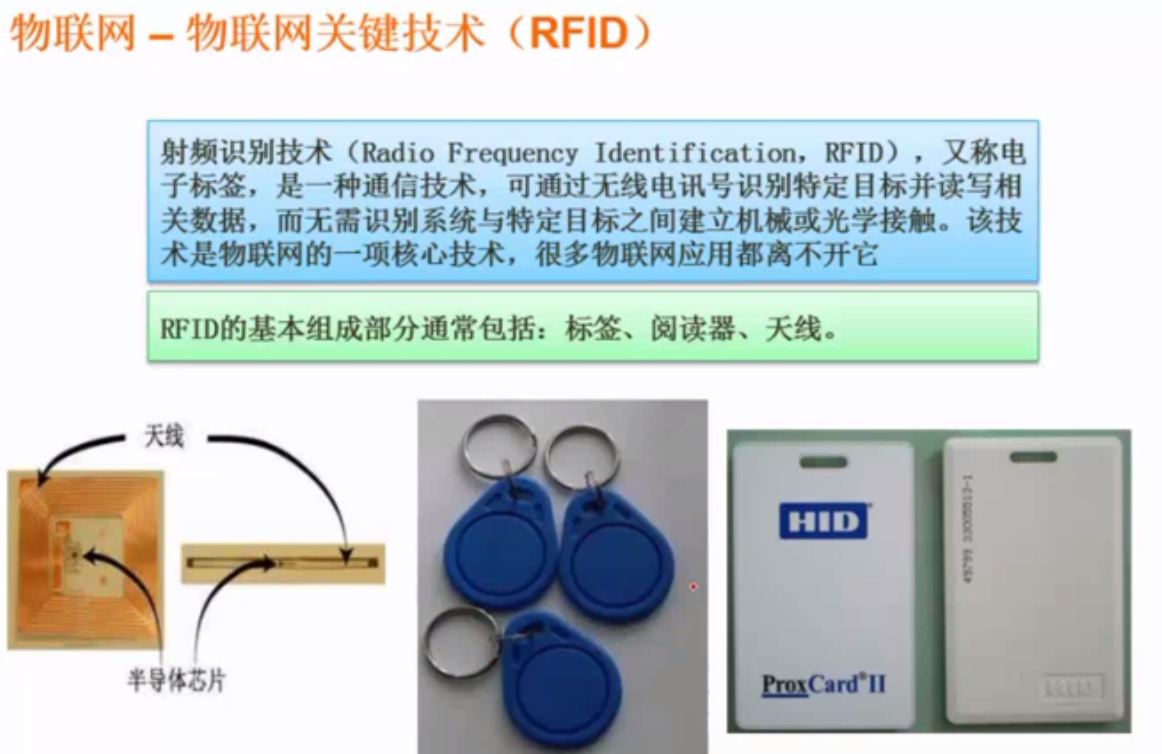 物联网 – 物联网关键技术（RFID）
射频识别技术（Radio Frequency Identification，RFID），又称电
子标签，是一种通信技术，可通过无线电讯号识别特定目标并读写相
关数据，而无需识别系统与特定目标之间建立机械或光学接触。该技
术是物联网的一项核心技术，很多物联网应用都离不开它
RFID的基本组成部分通常包括：标签、阅读器、天线。
天线
半导体芯片
HID
ProxCard®II
HID